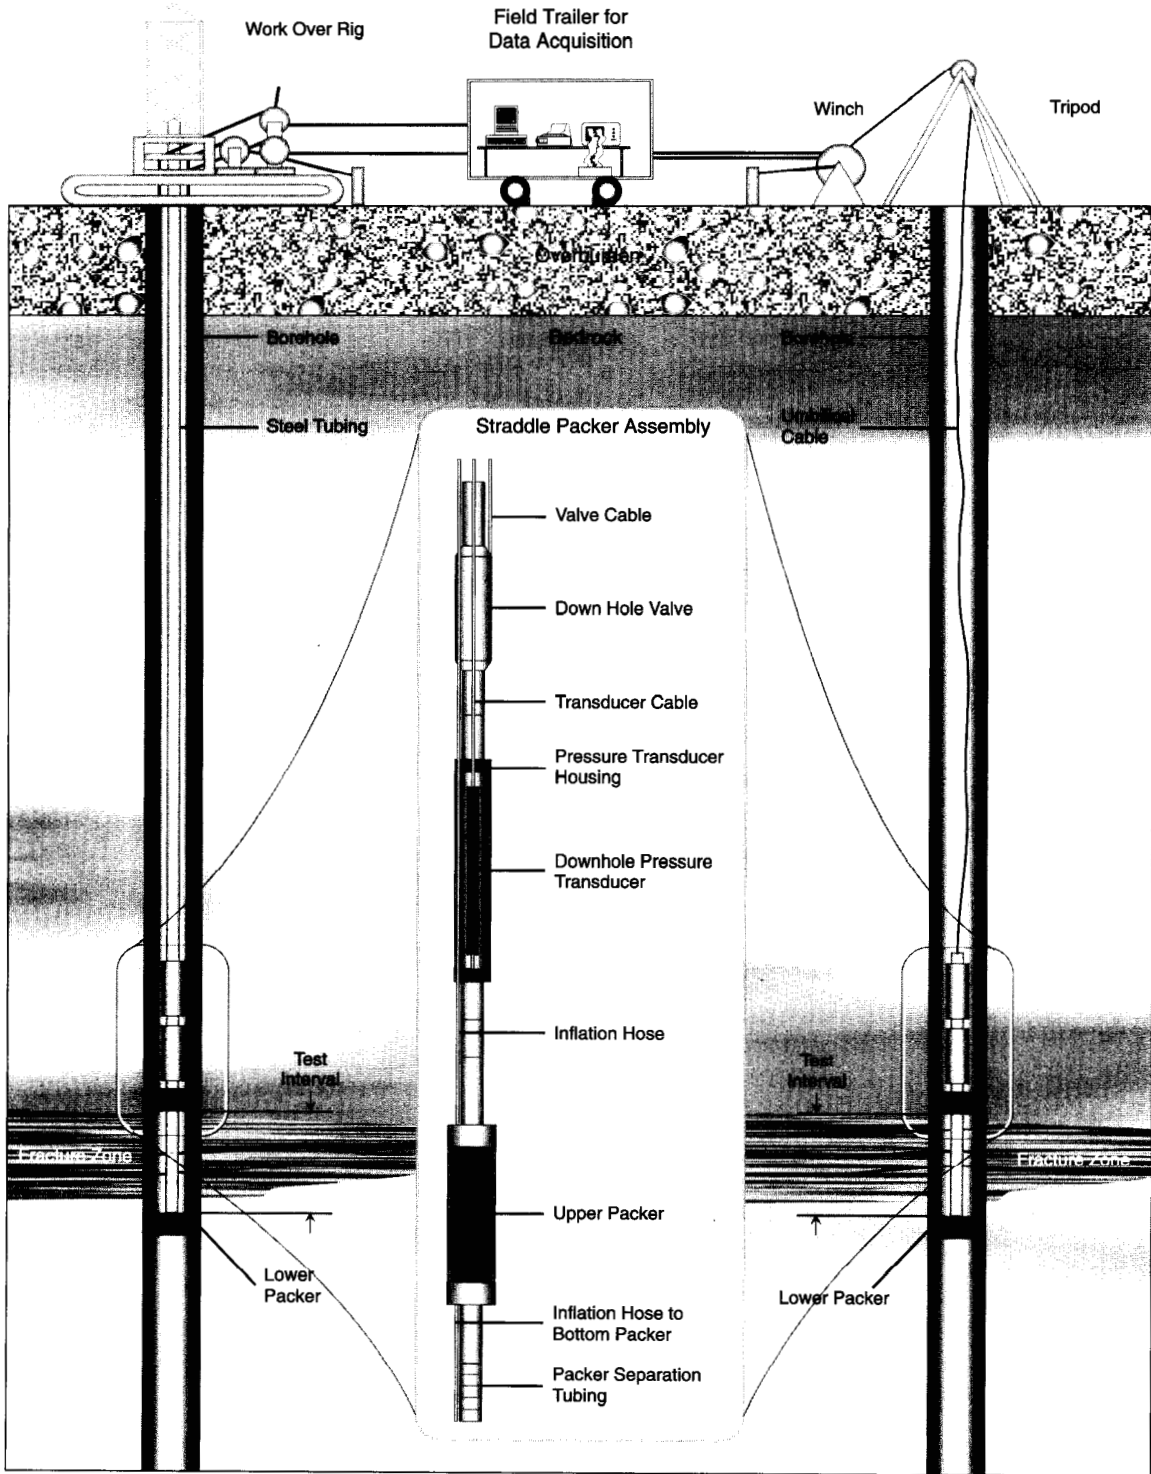 Work Over Rig
Field Trailer for
Data Acquisition
Winch
Tripod
Overburden
Borehole
Bedrock
Borehole
Steel Tubing
Straddle Packer Assembly
Umbilical
Cable
Valve Cable
Down Hole Valve
Transducer Cable
Pressure Transducer
Housing
Downhole Pressure
Transducer
Inflation Hose
Test
Interval
Test
Interval
Fracture Zone
Fracture Zone
Upper Packer
Lower
Packer
Lower Packer
Inflation Hose to
Bottom Packer
Packer Separation
Tubing